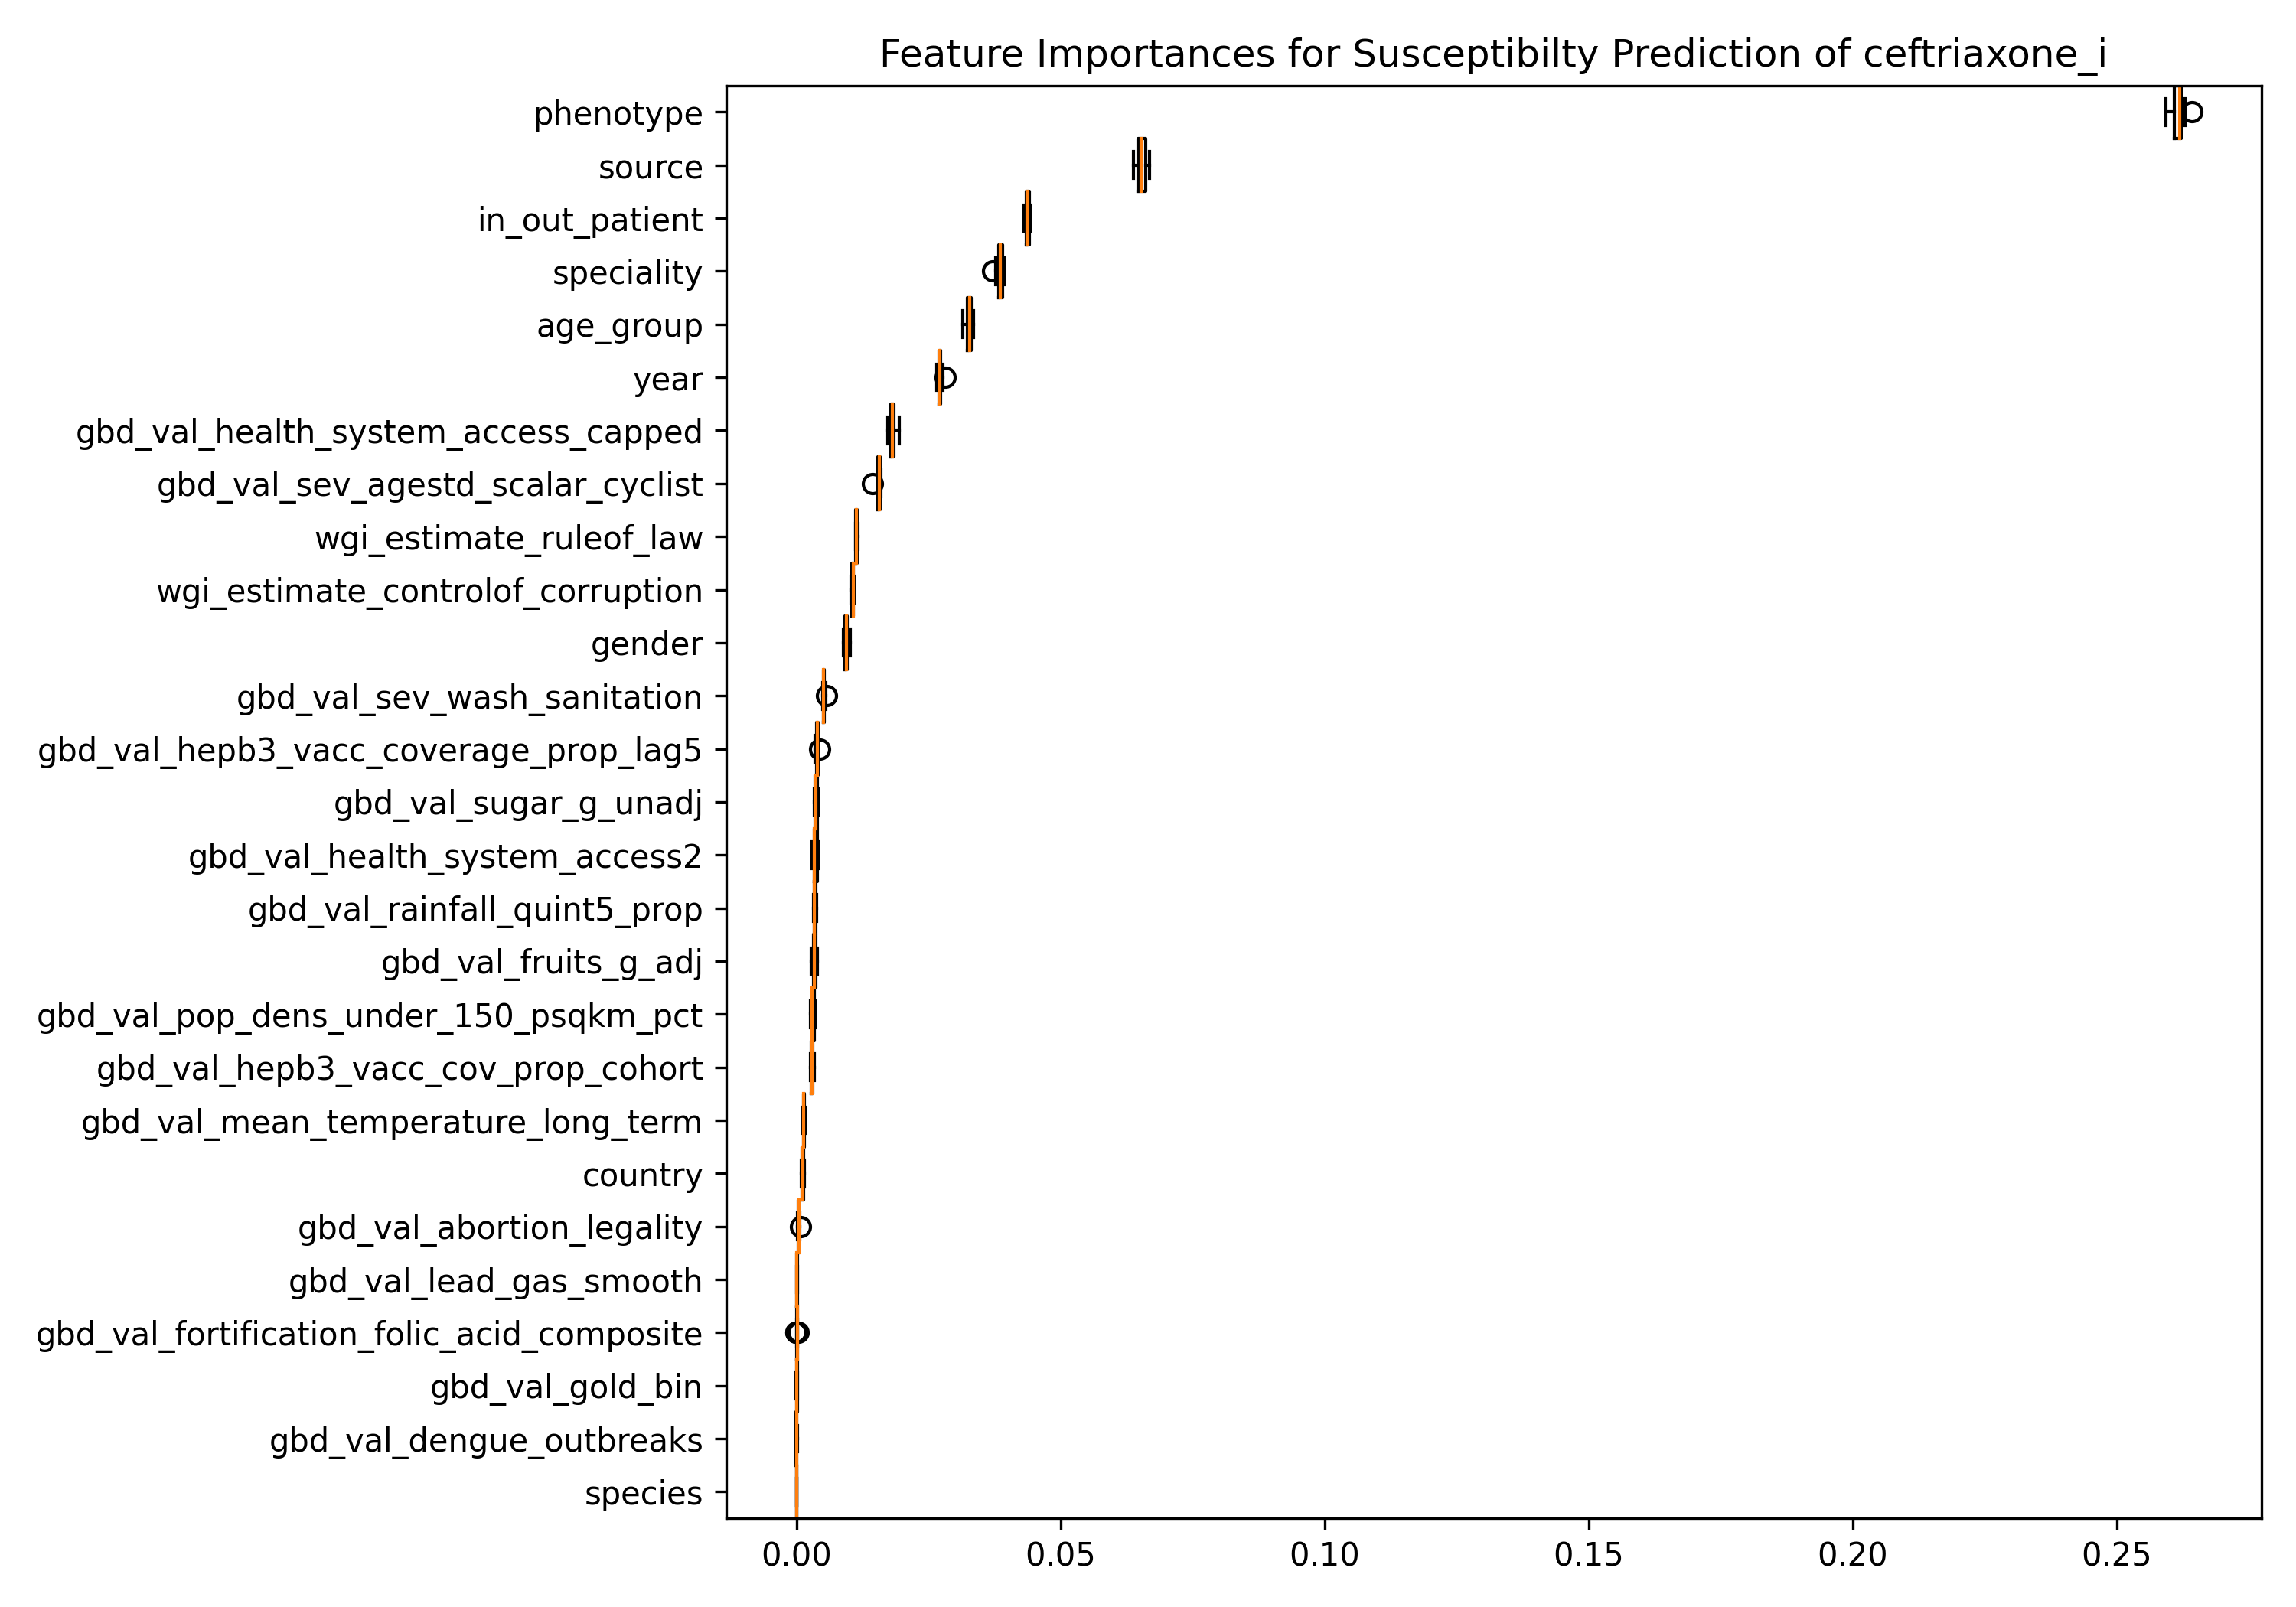 Feature Importances for Susceptibilty Prediction of ceftriaxone_i
phenotype
source
in_out_patient
speciality
age_group
year
gbd_val_health_system_access_capped
gbd_val_sev_agestd_scalar_cyclist
wgi_estimate_ruleof_law
wgi_estimate_controlof_corruption
gender
gbd_val_sev_wash_sanitation
gbd_val_hepb3_vacc_coverage_prop_lag5
gbd_val_sugar_g_unadj
gbd_val_health_system_access2
gbd_val_rainfall_quint5_prop
gbd_val_fruits_g_adj
gbd_val_pop_dens_under_150_psqkm_pct
gbd_val_hepb3_vacc_cov_prop_cohort
gbd_val_mean_temperature_long_term
country
gbd_val_abortion_legality
gbd_val_lead_gas_smooth
gbd_val_fortification_folic_acid_composite
gbd_val_gold_bin
gbd_val_dengue_outbreaks
species
0.00 0.05 0.10 0.15 0.20 0.25